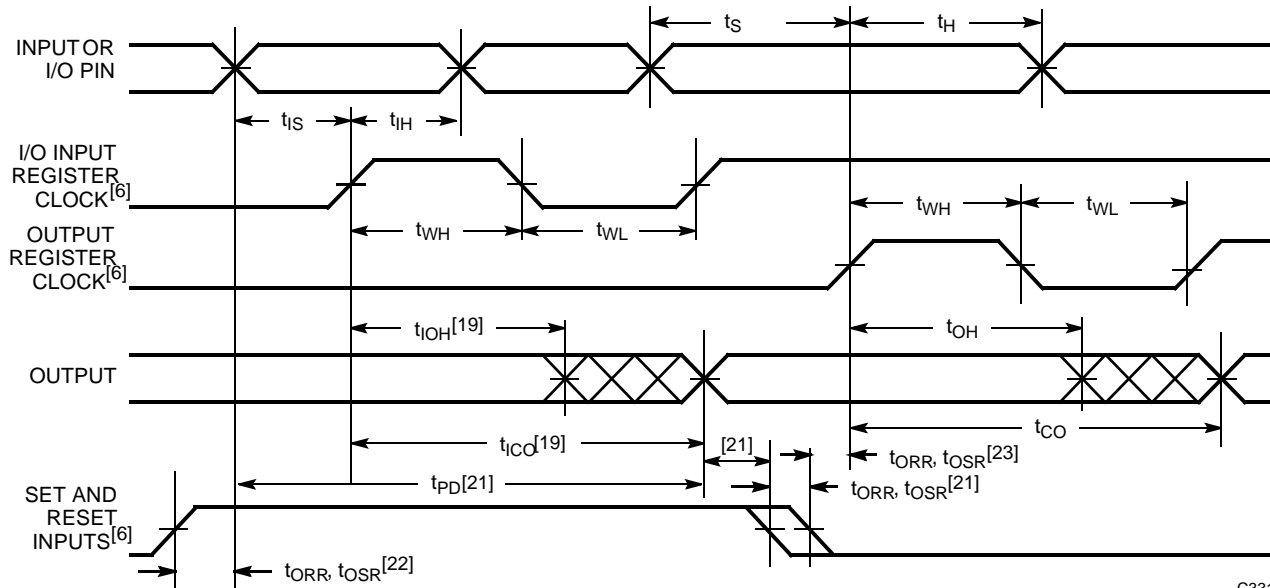 tS
tH
INPUT OR
I/O PIN
tIS
tIH
I/O INPUT
REGISTER
CLOCK[6]
tWH
tWL
tWH
tWL
OUTPUT
REGISTER
CLOCK[6]
tIOH[19]
tOH
OUTPUT
tICO[19]
[21]
tCO
tORR, tOSR[23]
tPD[21]
tORR, tOSR[21]
SET AND
RESET
INPUTS[6]
tORR, tOSR[22]